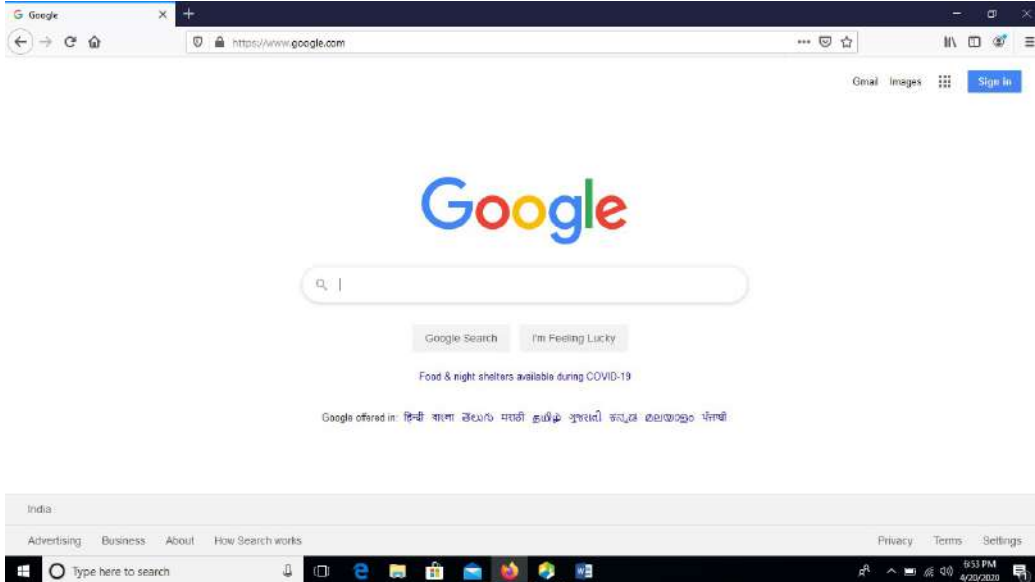 Google
https://www.google.com
Gmail Images Sign in
Google
Google Search I'm Feeling Lucky
Food & night shelters available during COVID-19
Google offered in: हिन्दी বাংলা తెలుగు मराठी தமிழ் ગુજરાતી ಕನ್ನಡ മലയാളം ਪੰਜਾਬੀ
India
Advertising Business About How Search works Privacy Terms Settings
Type here to search 6:53 PM
4/20/2020